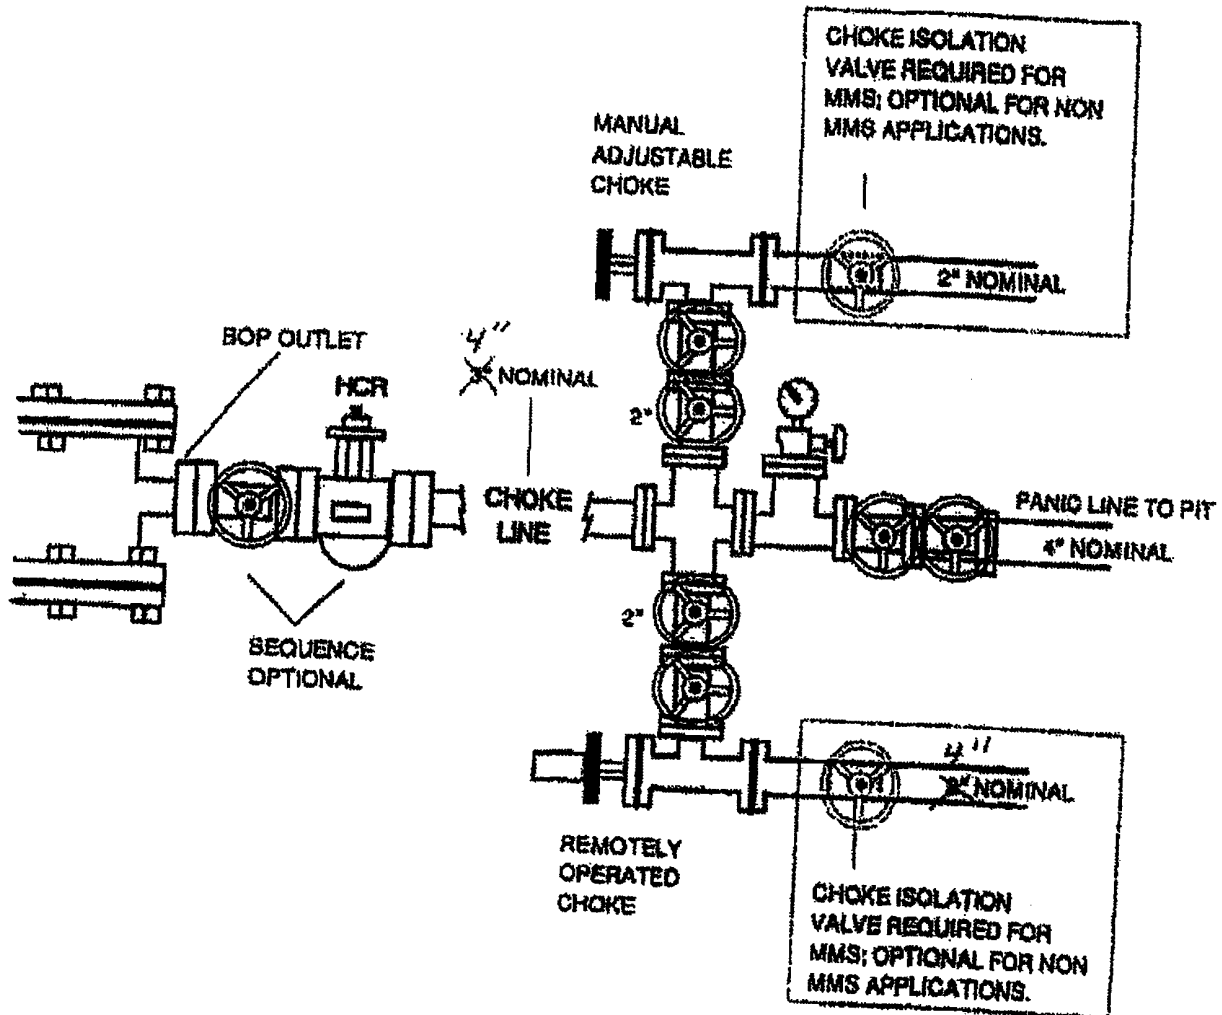 CHOKE ISOLATION
VALVE REQUIRED FOR
MMS; OPTIONAL FOR NON
MMS APPLICATIONS.
MANUAL
ADJUSTABLE
CHOKE
2" NOMINAL
BOP OUTLET
HCR
4"
3" NOMINAL
2"
CHOKE
LINE
PANIC LINE TO PIT
4" NOMINAL
SEQUENCE
OPTIONAL
2"
4"
NOMINAL
REMOTELY
OPERATED
CHOKE
CHOKE ISOLATION
VALVE REQUIRED FOR
MMS; OPTIONAL FOR NON
MMS APPLICATIONS.